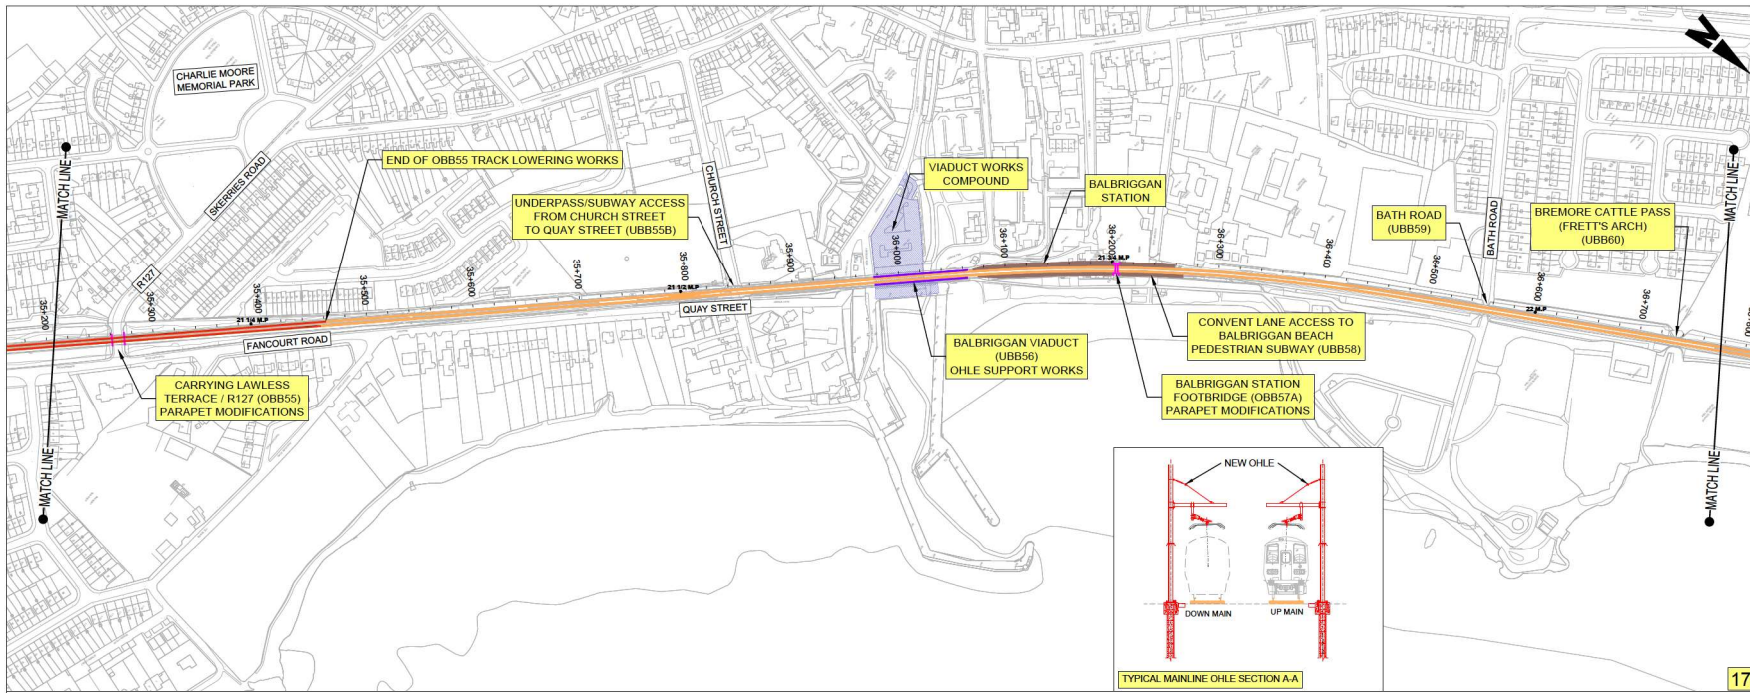 CHARLIE MOORE
MEMORIAL PARK
N
MATCH LINE
MATCH LINE
SKERRIES ROAD
R127
END OF OBB55 TRACK LOWERING WORKS
UNDERPASS/SUBWAY ACCESS
FROM CHURCH STREET
TO QUAY STREET (UBB55B)
CHURCH STREET
VIADUCT WORKS
COMPOUND
BALBRIGGAN
STATION
BATH ROAD
(UBB59)
BATH ROAD
BREMORE CATTLE PASS
(FRETT'S ARCH)
(UBB60)
MATCH LINE
MATCH LINE
35+200
35+300
35+400
35+500
35+600
35+700
35+800
35+900
36+000
36+100
36+200
36+300
36+40
36+500
36+600
36+700
21 1/4 M.P
21 1/2 M.P
21 3/4 M.P
22 M.P
FANCOURT ROAD
QUAY STREET
CARRYING LAWLESS
TERRACE / R127 (OBB55)
PARAPET MODIFICATIONS
BALBRIGGAN VIADUCT
(UBB56)
OHLE SUPPORT WORKS
CONVENT LANE ACCESS TO
BALBRIGGAN BEACH
PEDESTRIAN SUBWAY (UBB58)
BALBRIGGAN STATION
FOOTBRIDGE (OBB57A)
PARAPET MODIFICATIONS
NEW OHLE
DOWN MAIN
UP MAIN
TYPICAL MAINLINE OHLE SECTION A-A
17